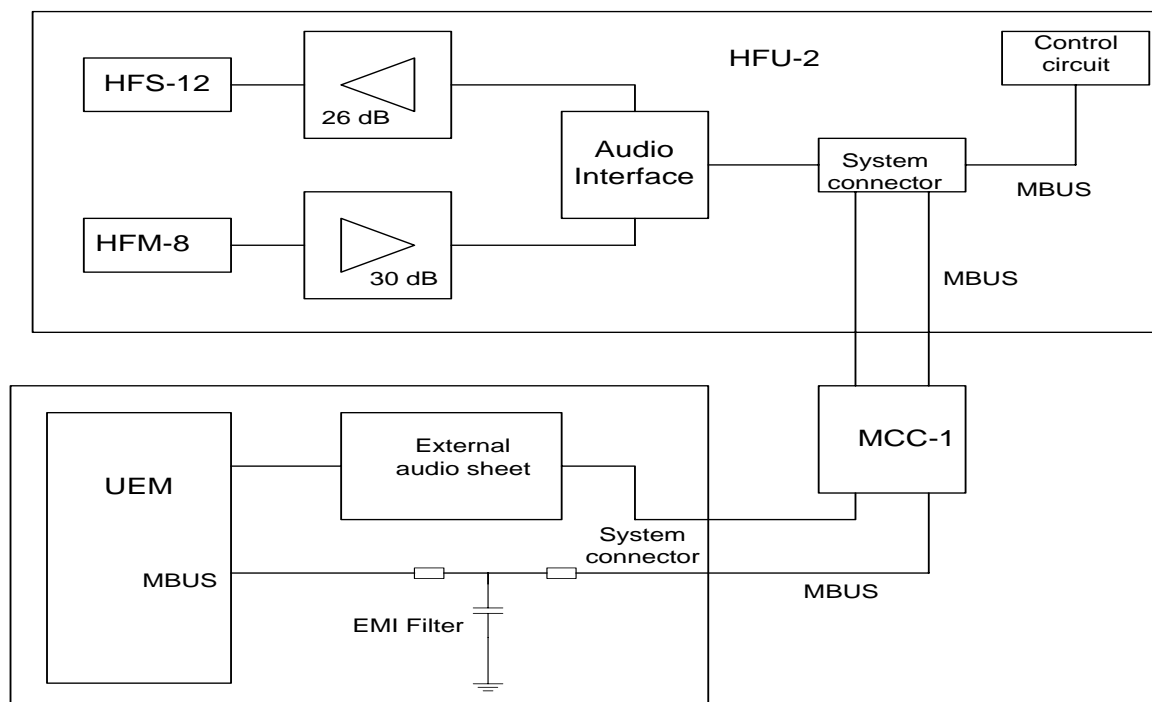 HFU-2
Control
circuit
HFS-12
26 dB
Audio
Interface
System
connector
MBUS
HFM-8
30 dB
MBUS
MCC-1
External
audio sheet
UEM
System
connector
MBUS
MBUS
EMI Filter